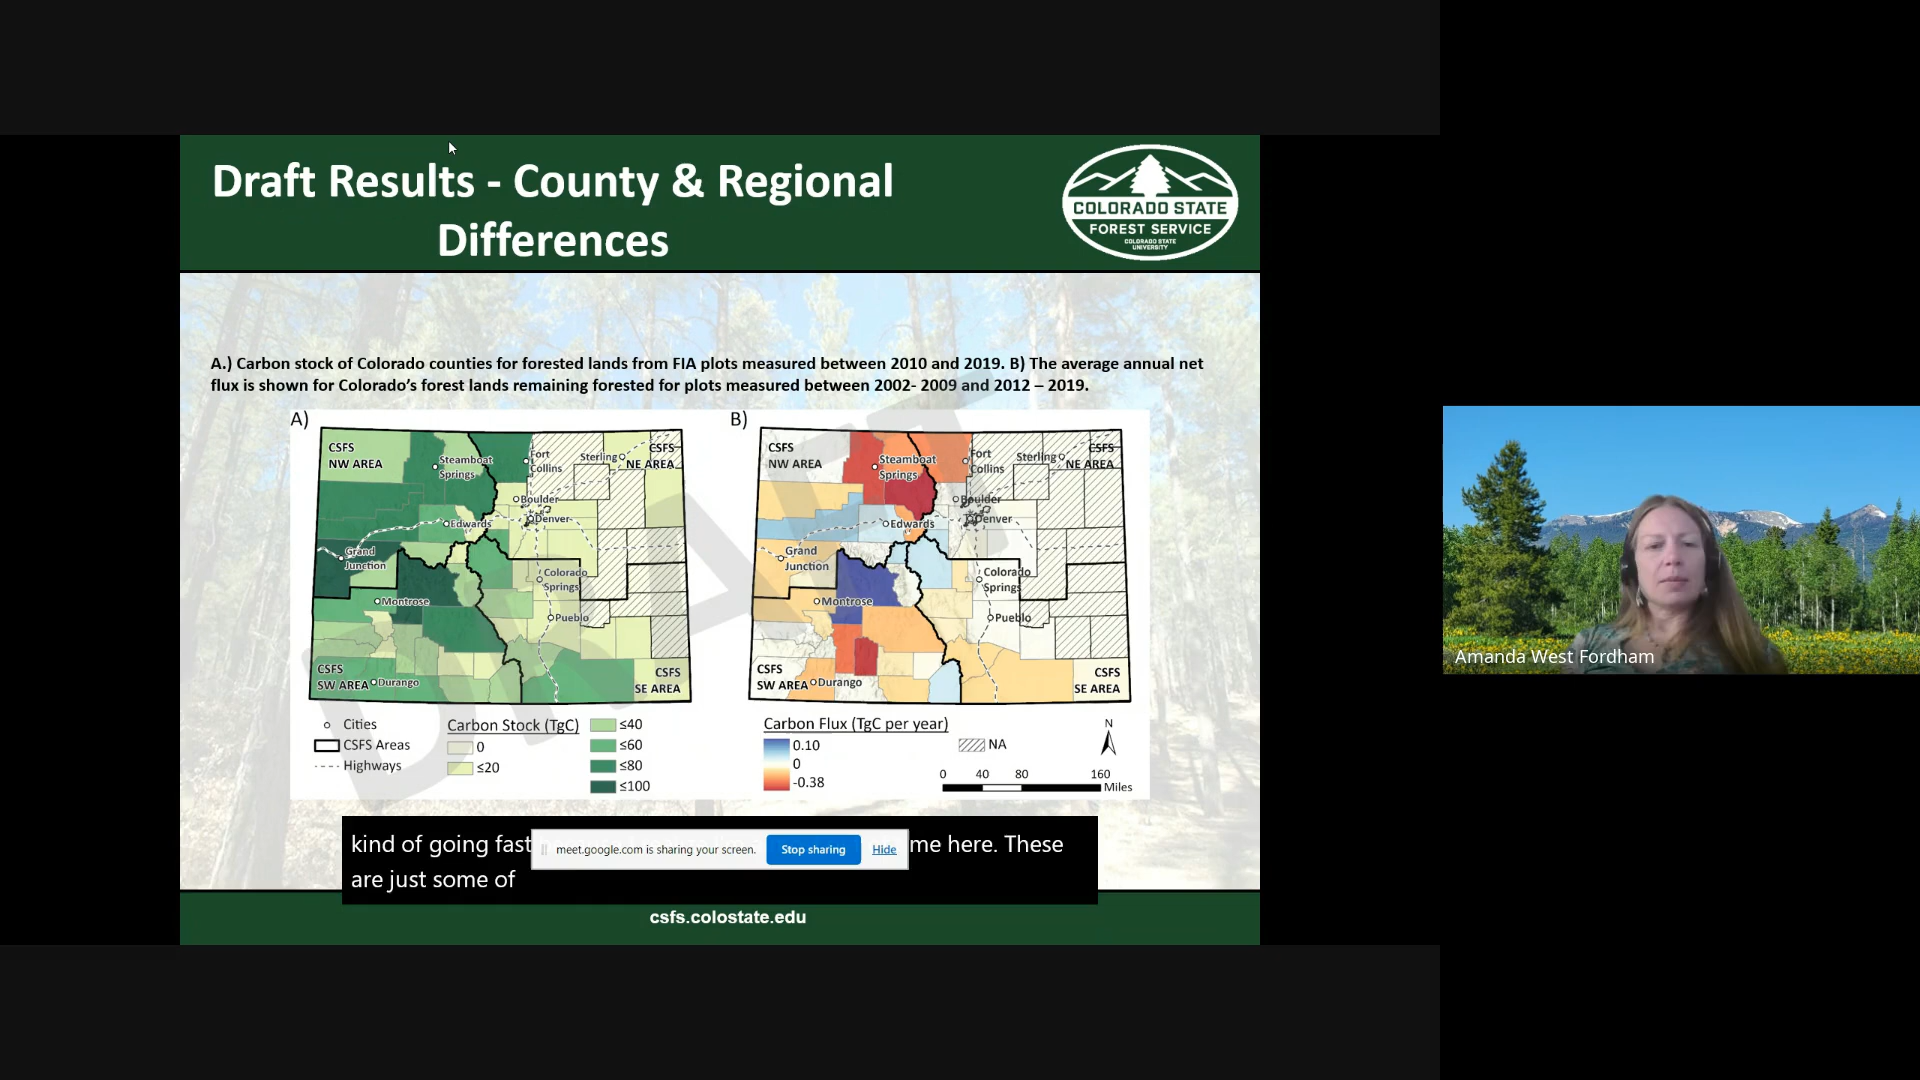 Draft Results - County & Regional
Differences
COLORADO STATE
FOREST SERVICE
COLORADO STATE
UNIVERSITY
A.) Carbon stock of Colorado counties for forested lands from FIA plots measured between 2010 and 2019. B) The average annual net
flux is shown for Colorado’s forest lands remaining forested for plots measured between 2002- 2009 and 2012 – 2019.
A)
CSFS
NW AREA
Steamboat
Springs
Fort
Collins
Sterling
CSFS
NE AREA
Boulder
Edwards
Denver
Grand
Junction
Colorado
Springs
Montrose
Pueblo
CSFS
SW AREA
Durango
CSFS
SE AREA
Cities
CSFS Areas
Highways
Carbon Stock (TgC)
0
≤20
≤40
≤60
≤80
≤100
B)
CSFS
NW AREA
Steamboat
Springs
Fort
Collins
Sterling
CSFS
NE AREA
Boulder
Edwards
Denver
Grand
Junction
Colorado
Springs
Montrose
Pueblo
CSFS
SW AREA
Durango
CSFS
SE AREA
Carbon Flux (TgC per year)
0.10
0
-0.38
NA
N
0 40 80 160
Miles
DRAFT
kind of going fast me here. These
are just some of
meet.google.com is sharing your screen. Stop sharing Hide
csfs.colostate.edu
Amanda West Fordham